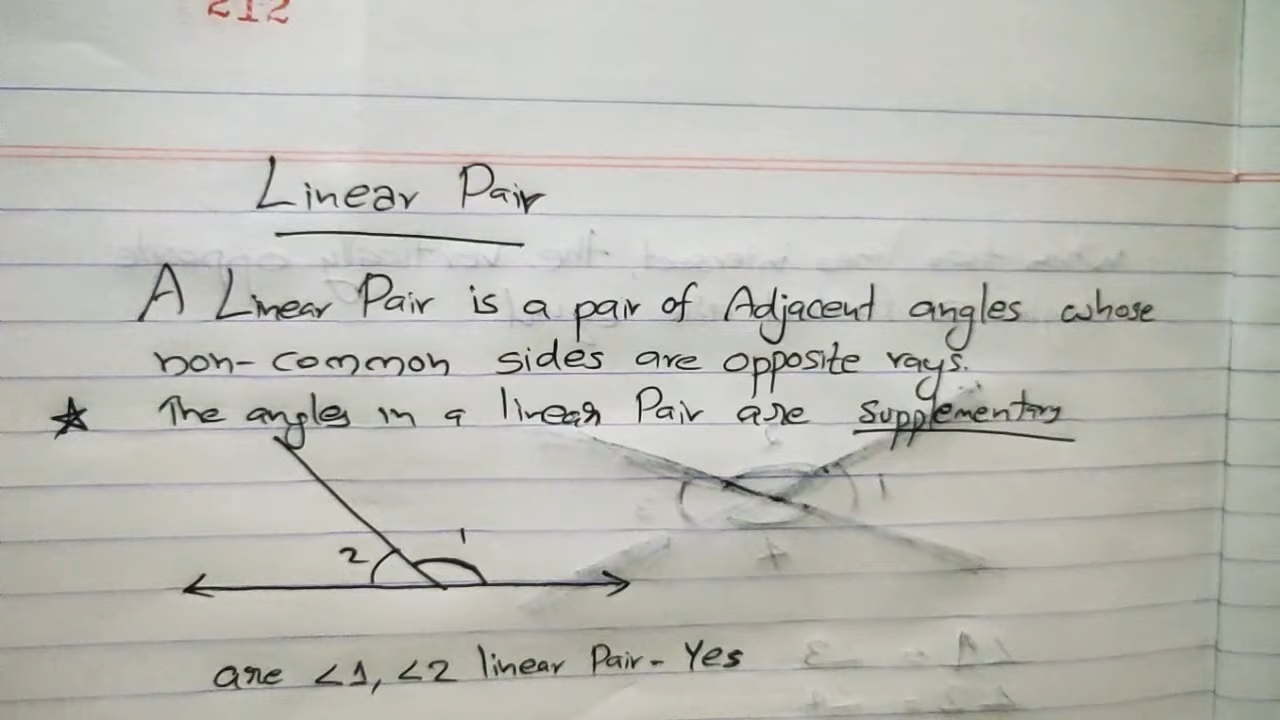 212
Linear Pair
A Linear Pair is a pair of Adjacent angles whose
non-common sides are opposite rays.
☆ The angles in a linear Pair are Supplementary
2 1
are <1, <2 linear Pair - Yes